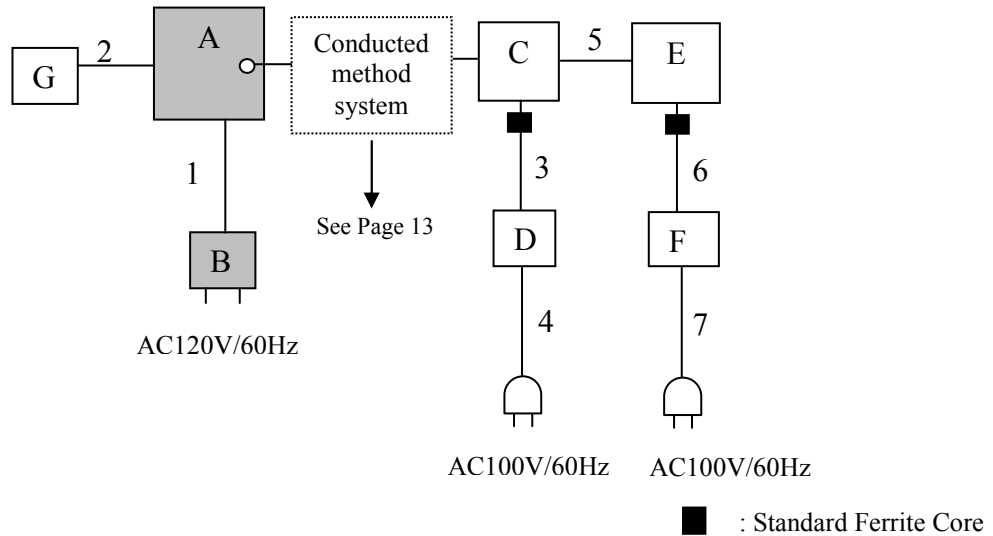 G
2
A
Conducted
method
system
C
5
E
1
3
6
See Page 13
B
D
F
AC120V/60Hz
4
7
AC100V/60Hz
AC100V/60Hz
: Standard Ferrite Core